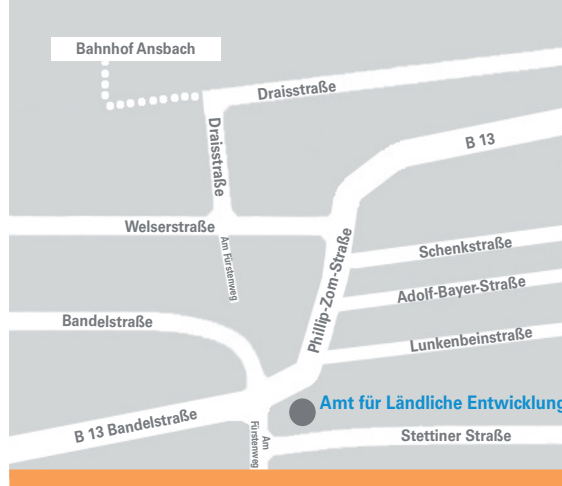 Bahnhof Ansbach
Draisstraße
Draisstraße
B 13
Welserstraße
Am Fürstenweg
Phillip-Zom-Straße
Schenkstraße
Adolf-Bayer-Straße
Bandelstraße
Lunkenbeinstraße
Amt für Ländliche Entwicklung
B 13 Bandelstraße
Am
Fürstenweg
Stettiner Straße